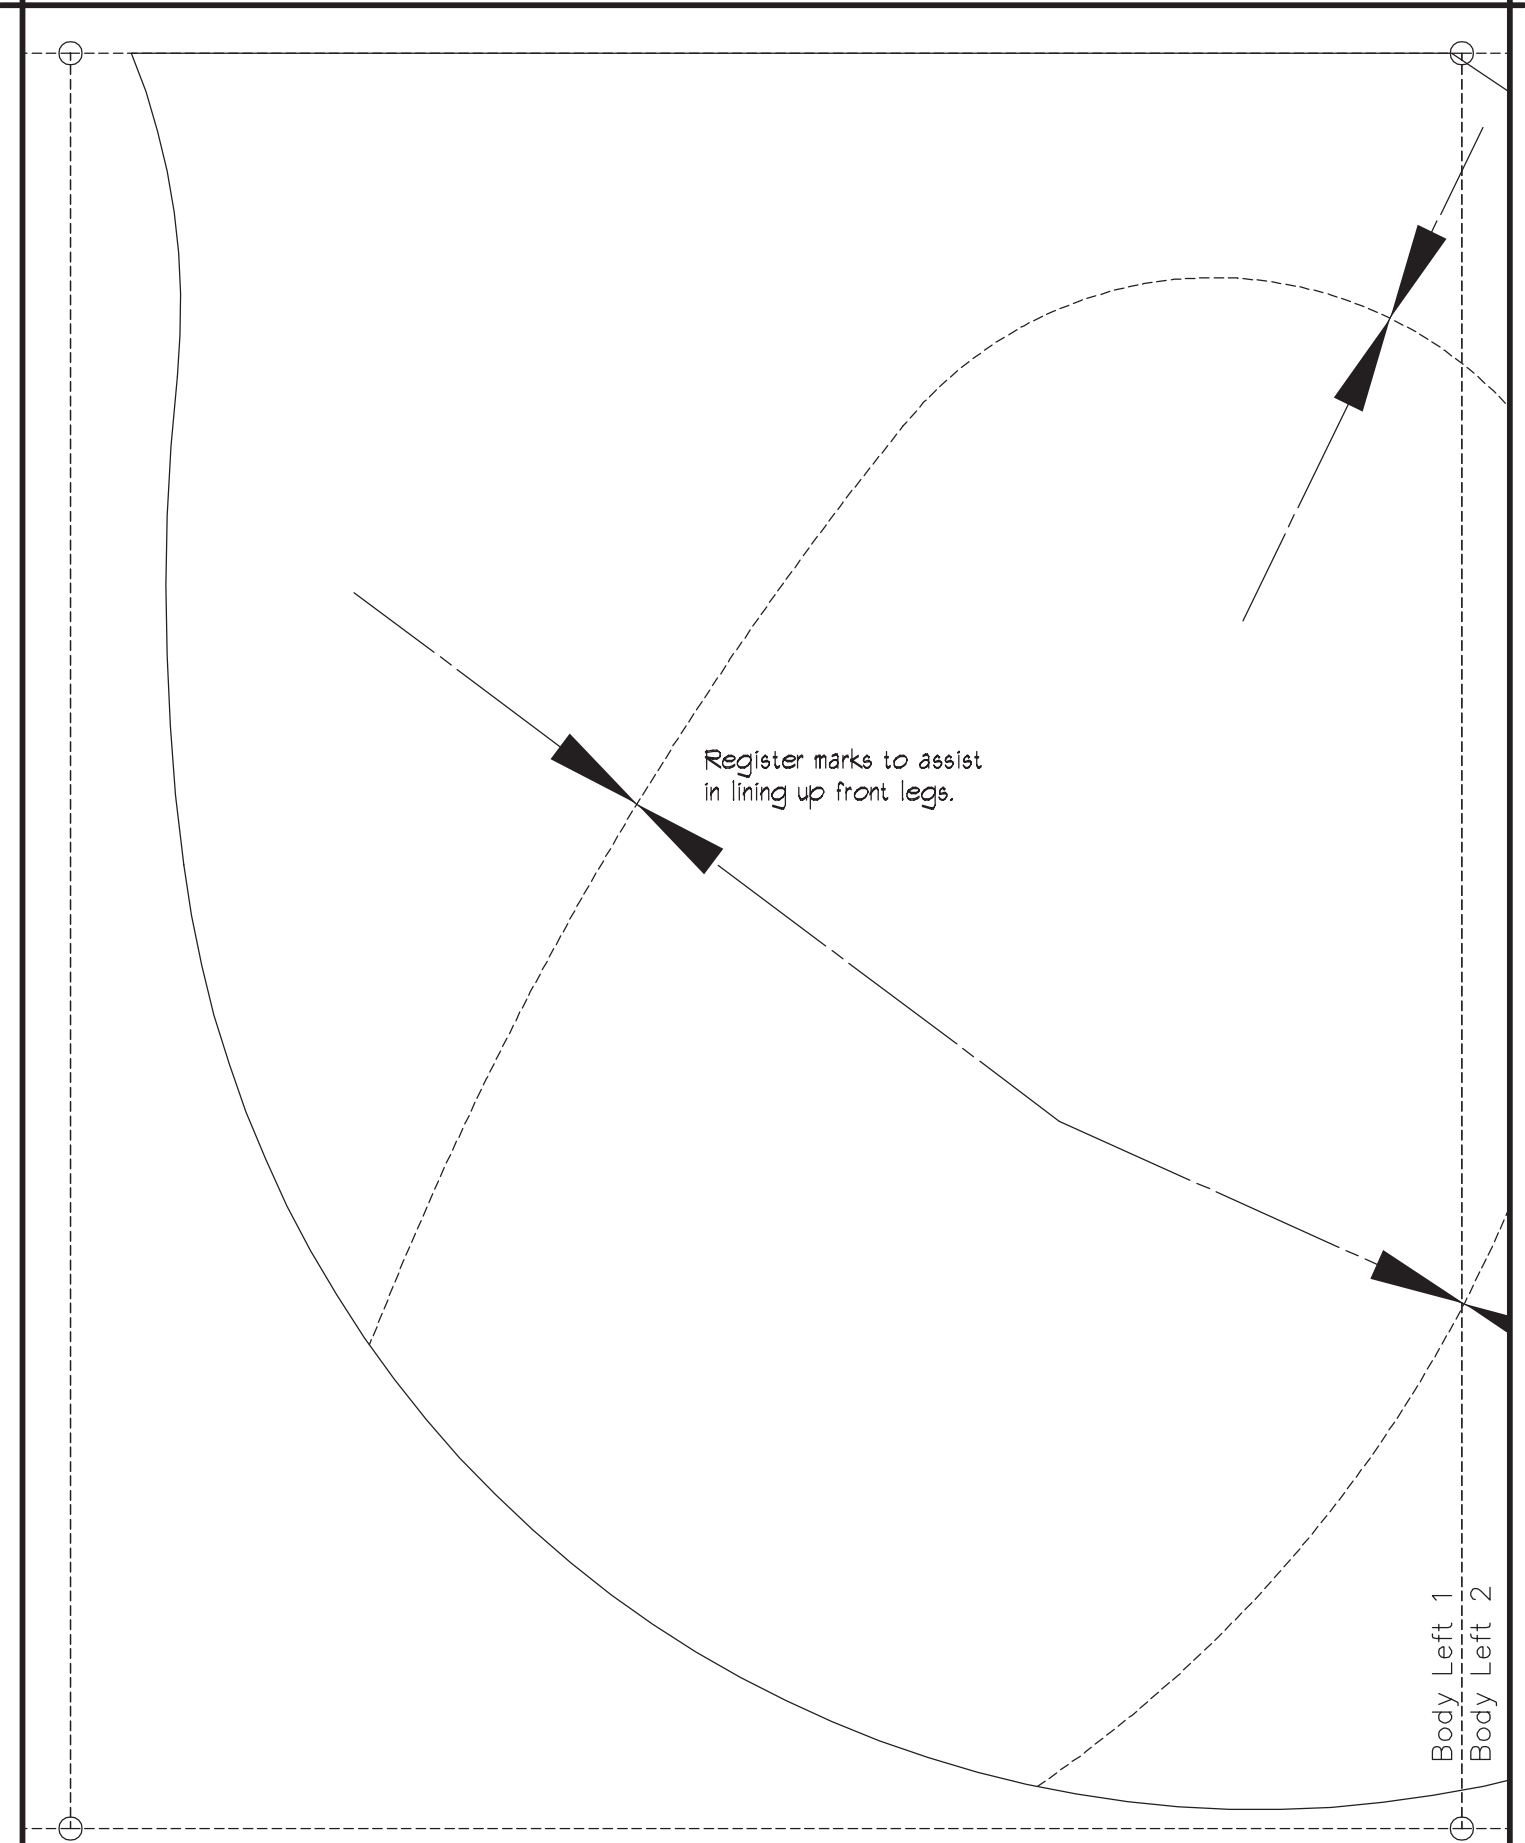 Register marks to assist
in lining up front legs.
Body Left 1
Body Left 2